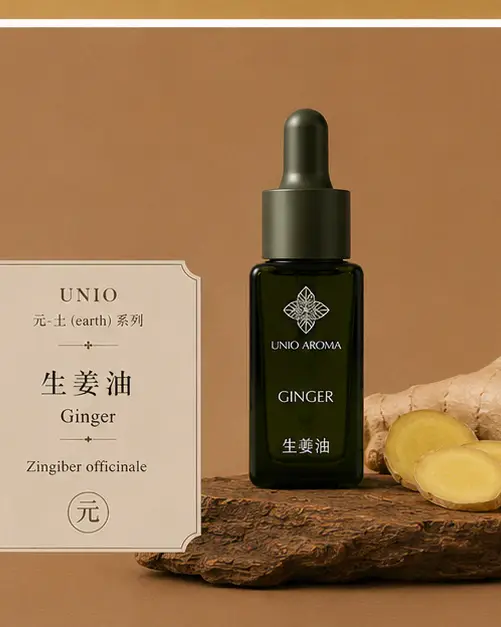 UNIO
元-土 (earth) 系列
生姜油
Ginger
Zingiber officinale
元
UNIO AROMA
GINGER
生姜油